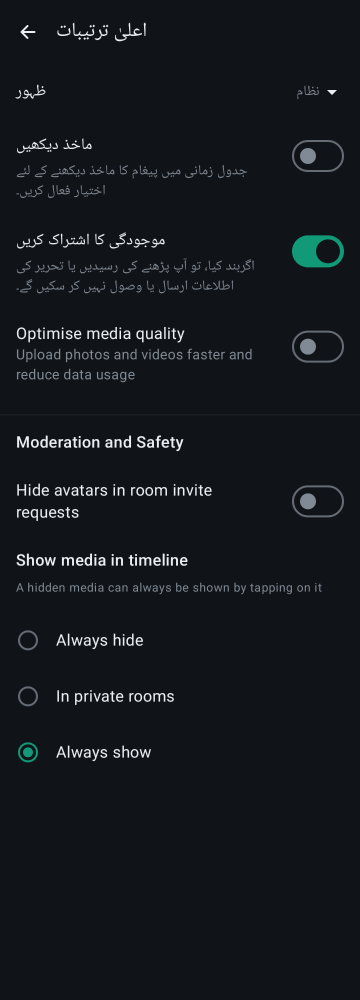 اعلیٰ ترتیبات
ظہور
نظام
ماخذ دیکھیں
جدول زمانی میں پیغام کا ماخذ دیکھنے کے لئے
اختیار فعال کریں۔
موجودگی کا اشتراک کریں
اگربند کیا، تو آپ پڑھنے کی رسیدیں یا تحریر کی
اطلاعات ارسال یا وصول نہیں کر سکیں گے۔
Optimise media quality
Upload photos and videos faster and
reduce data usage
Moderation and Safety
Hide avatars in room invite
requests
Show media in timeline
A hidden media can always be shown by tapping on it
Always hide
In private rooms
Always show